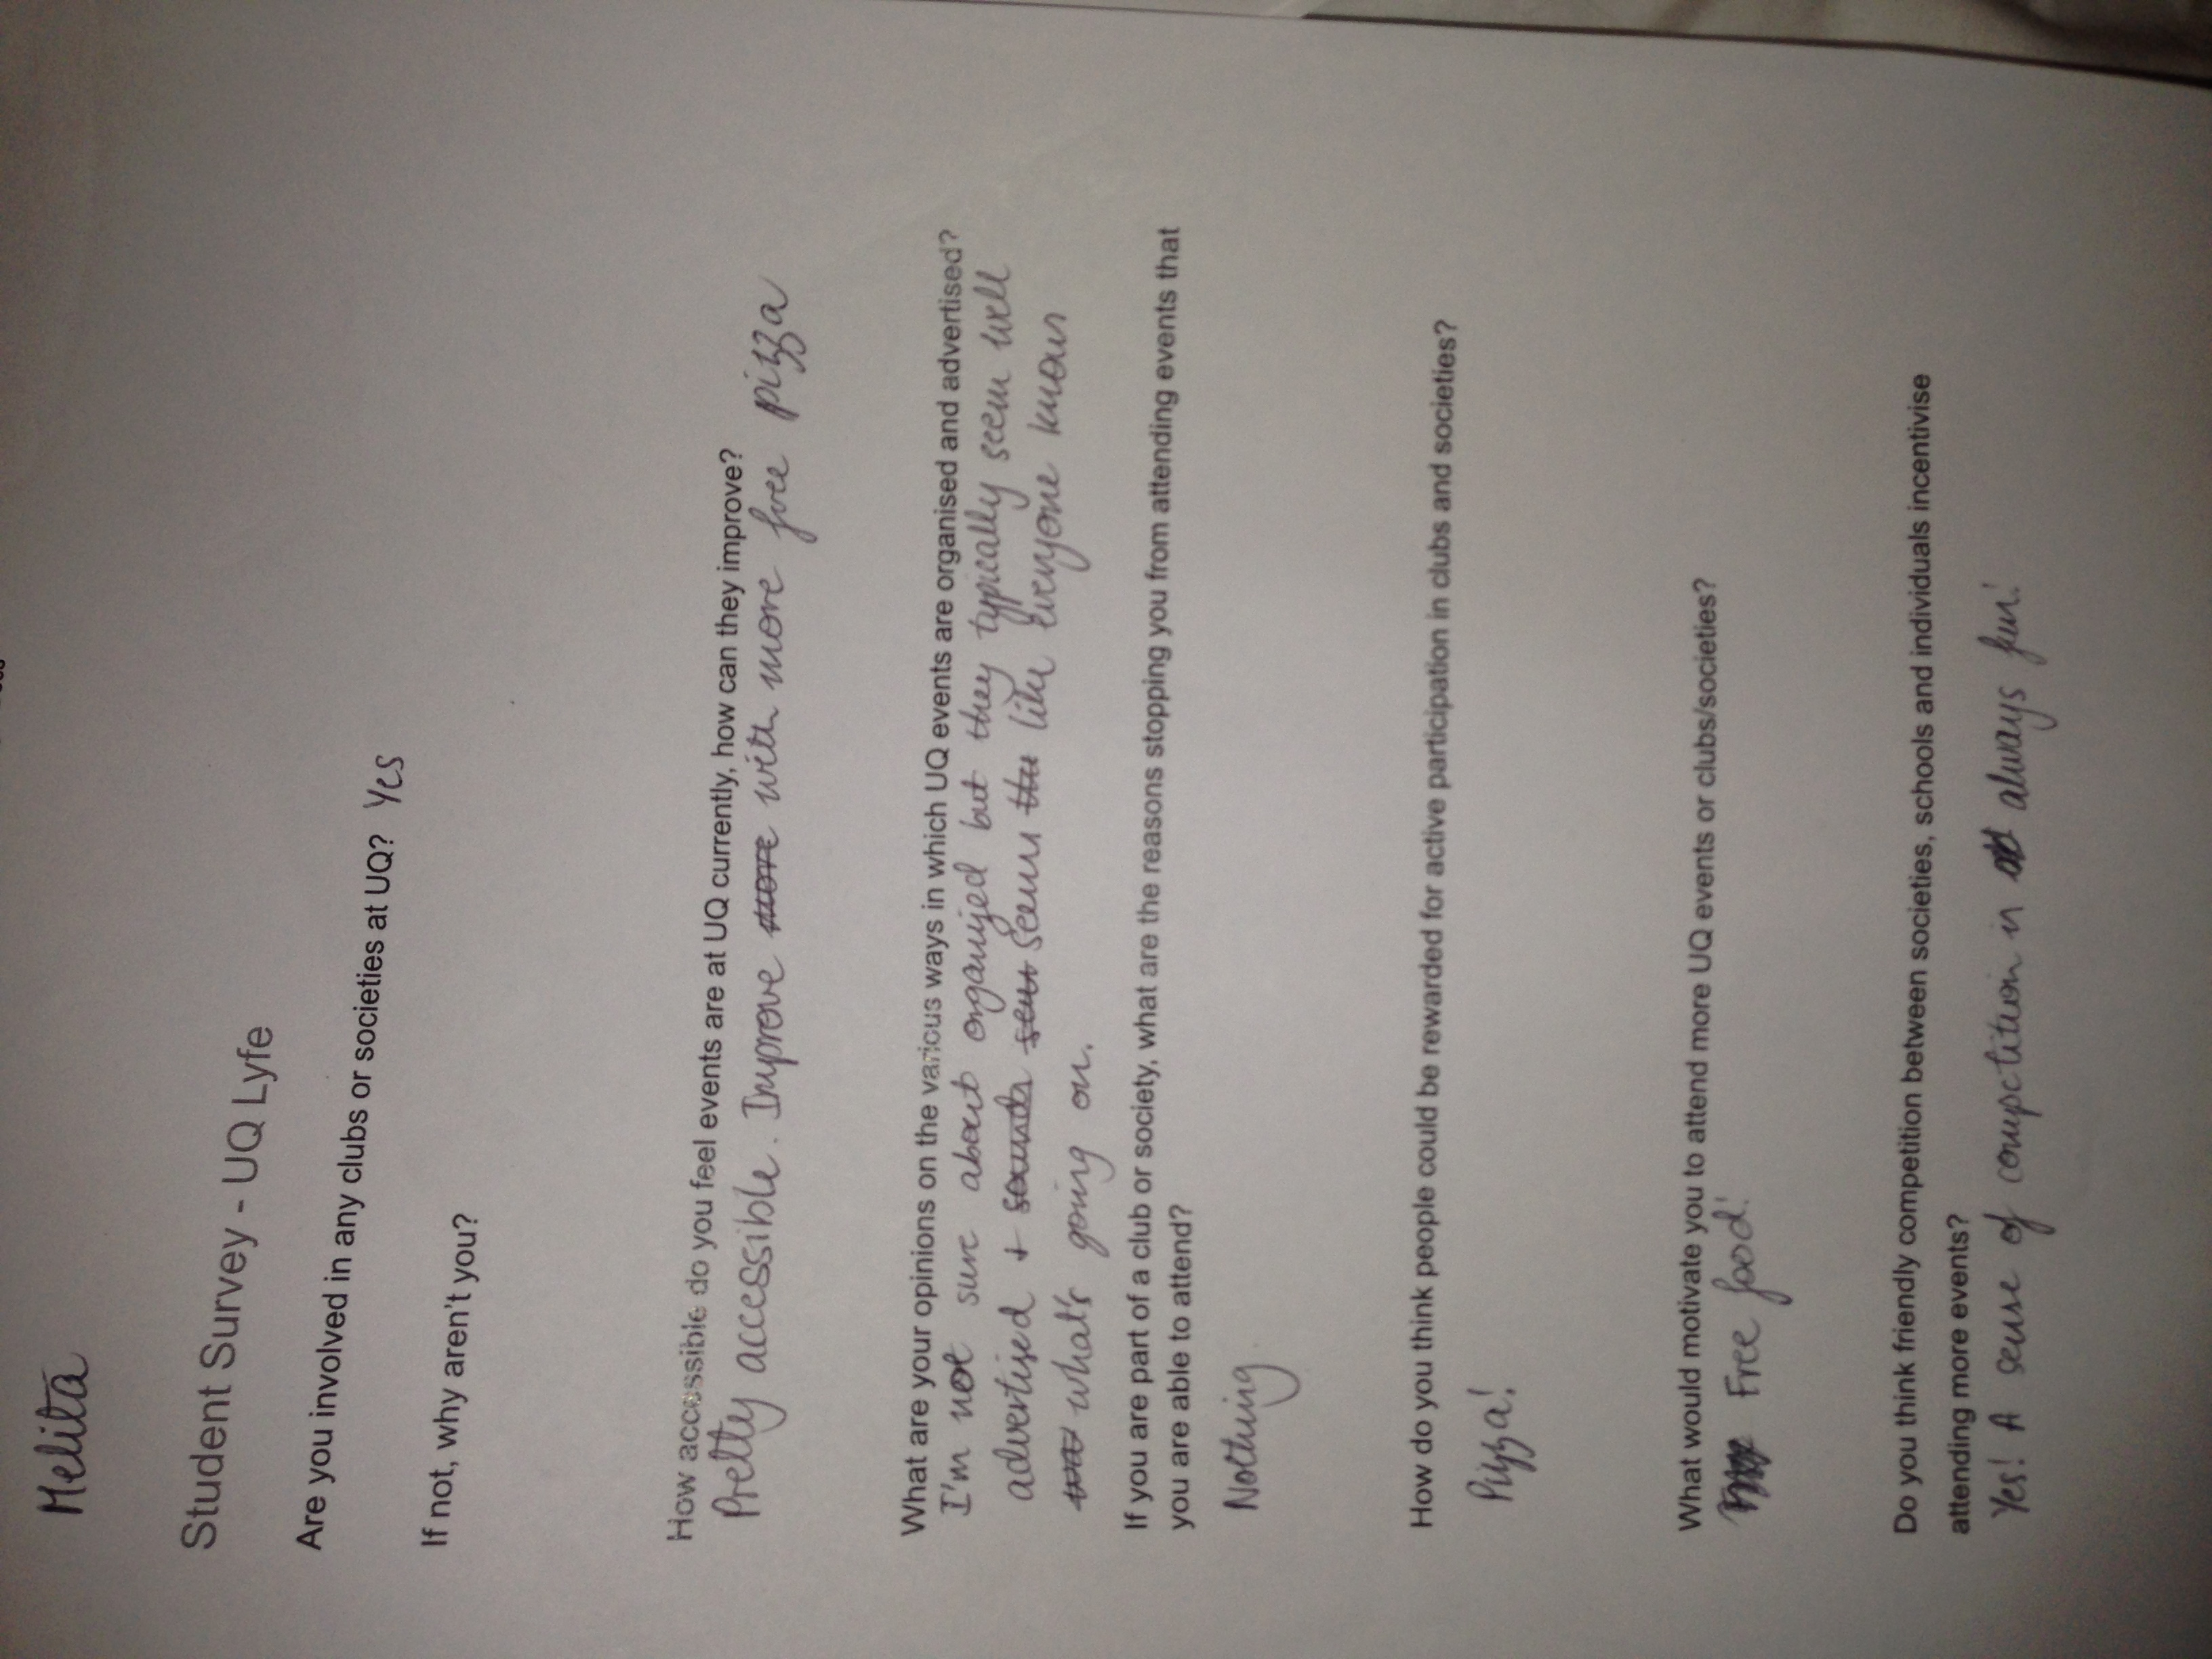 Melita
Student Survey - UQ Lyfe
Are you involved in any clubs or societies at UQ? Yes
If not, why aren't you?
How accessible do you feel events are at UQ currently, how can they improve?
Pretty accessible. Improve more with more free pizza
What are your opinions on the various ways in which UQ events are organised and advertised?
I'm not sure about organised but they typically seem well
advertised + sounds seem seem the like everyone knows
what's going on.
If you are part of a club or society, what are the reasons stopping you from attending events that
you are able to attend?
Nothing
How do you think people could be rewarded for active participation in clubs and societies?
Pizza!
What would motivate you to attend more UQ events or clubs/societies?
Free food!
Do you think friendly competition between societies, schools and individuals incentivise
attending more events?
Yes! A sense of competition is always fun!